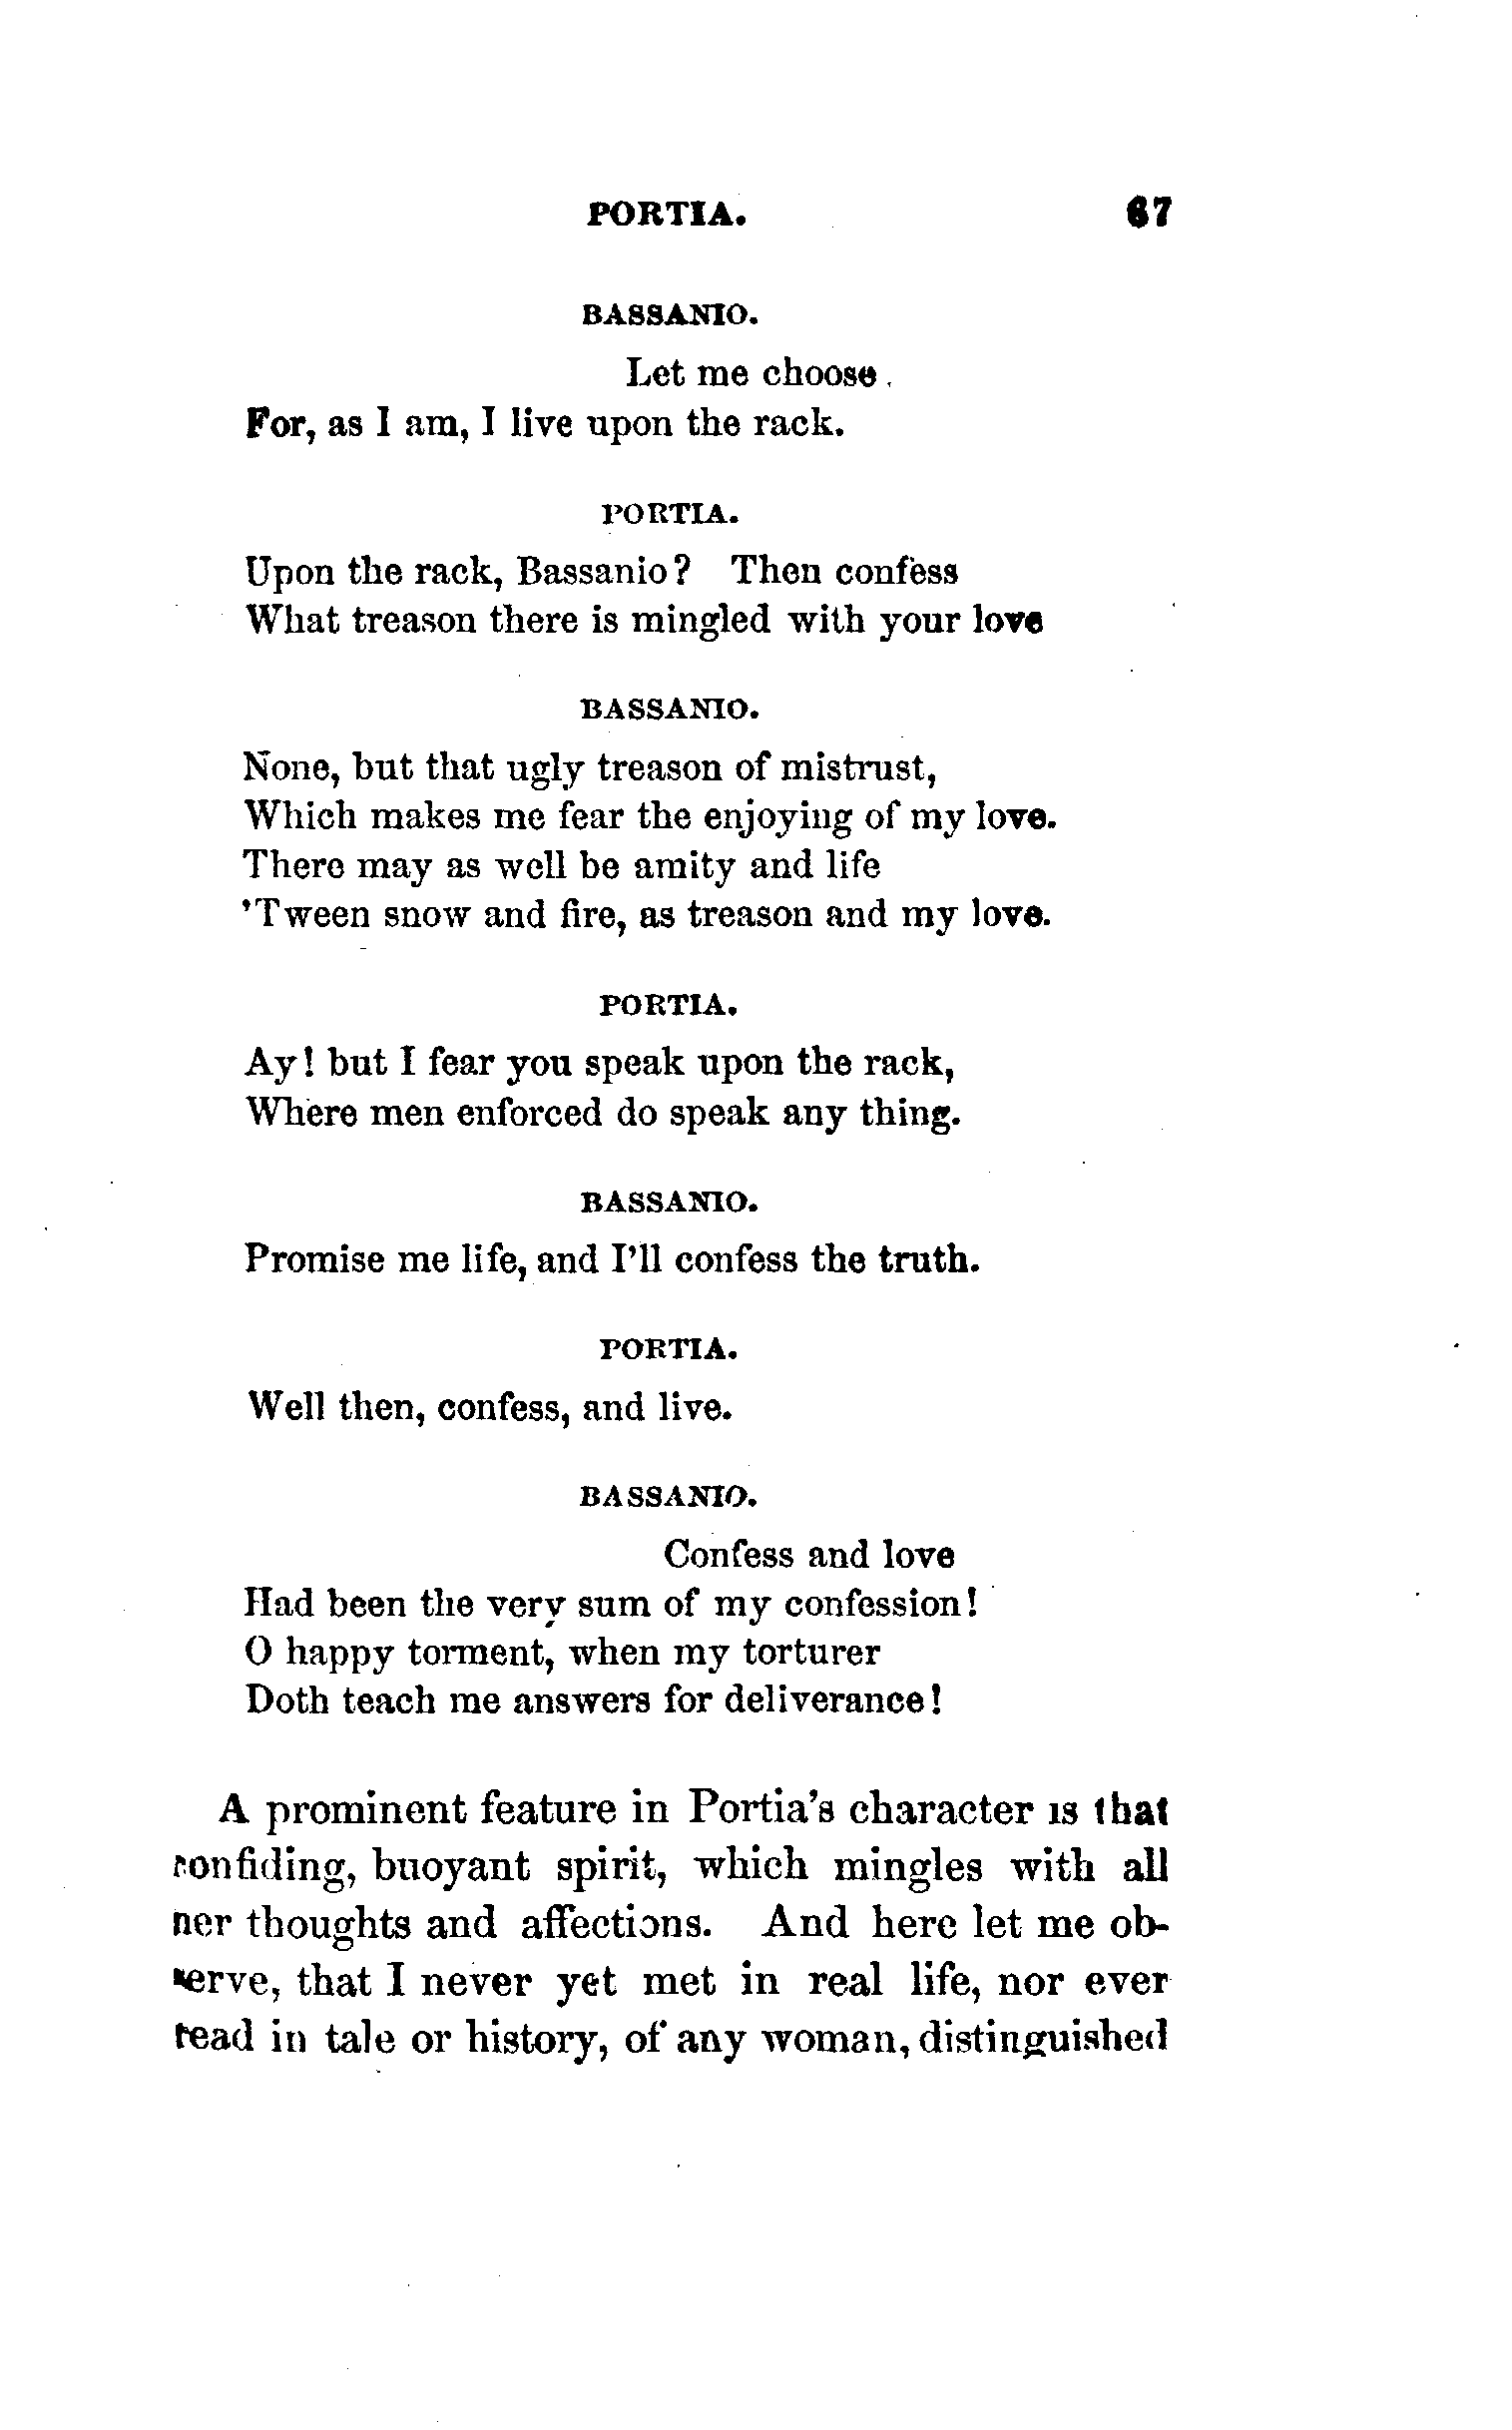 PORTIA. 67
BASSANIO.
Let me choose.
For, as I am, I live upon the rack.
PORTIA.
Upon the rack, Bassanio? Then confess
What treason there is mingled with your love
BASSANIO.
None, but that ugly treason of mistrust,
Which makes me fear the enjoying of my love.
There may as well be amity and life
'Tween snow and fire, as treason and my love.
PORTIA.
Ay! but I fear you speak upon the rack,
Where men enforced do speak any thing.
BASSANIO.
Promise me life, and I'll confess the truth.
PORTIA.
Well then, confess, and live.
BASSANIO.
Confess and love
Had been the very sum of my confession!
O happy torment, when my torturer
Doth teach me answers for deliverance!
A prominent feature in Portia's character is that
confiding, buoyant spirit, which mingles with all
her thoughts and affections. And here let me ob-
serve, that I never yet met in real life, nor ever
read in tale or history, of any woman, distinguished